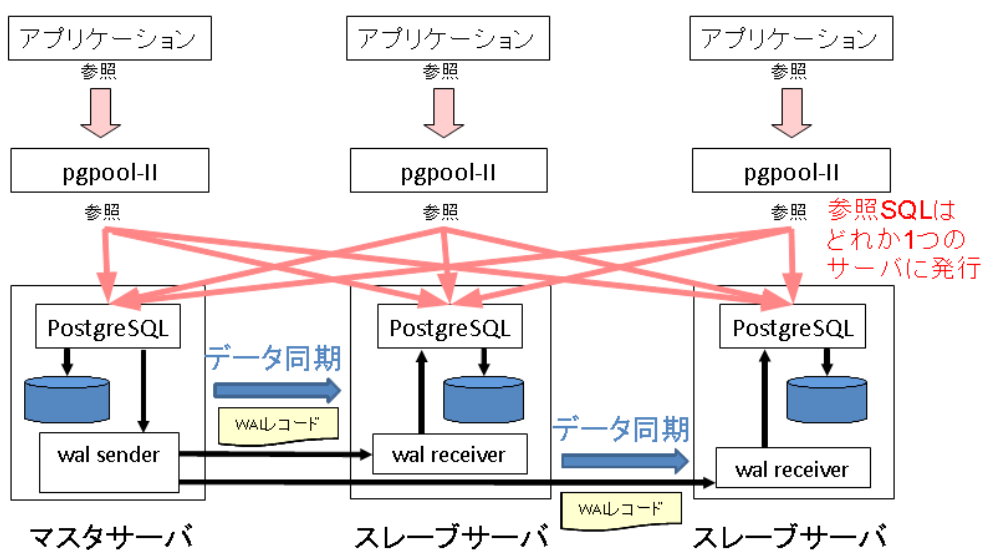 アプリケーション
アプリケーション
アプリケーション
参照
参照
参照
pgpool-II
pgpool-II
pgpool-II
参照
参照
参照
参照SQLは
どれか1つの
サーバに発行
PostgreSQL
PostgreSQL
PostgreSQL
データ同期
WALレコード
データ同期
wal sender
wal receiver
wal receiver
WALレコード
マスタサーバ
スレーブサーバ
スレーブサーバ